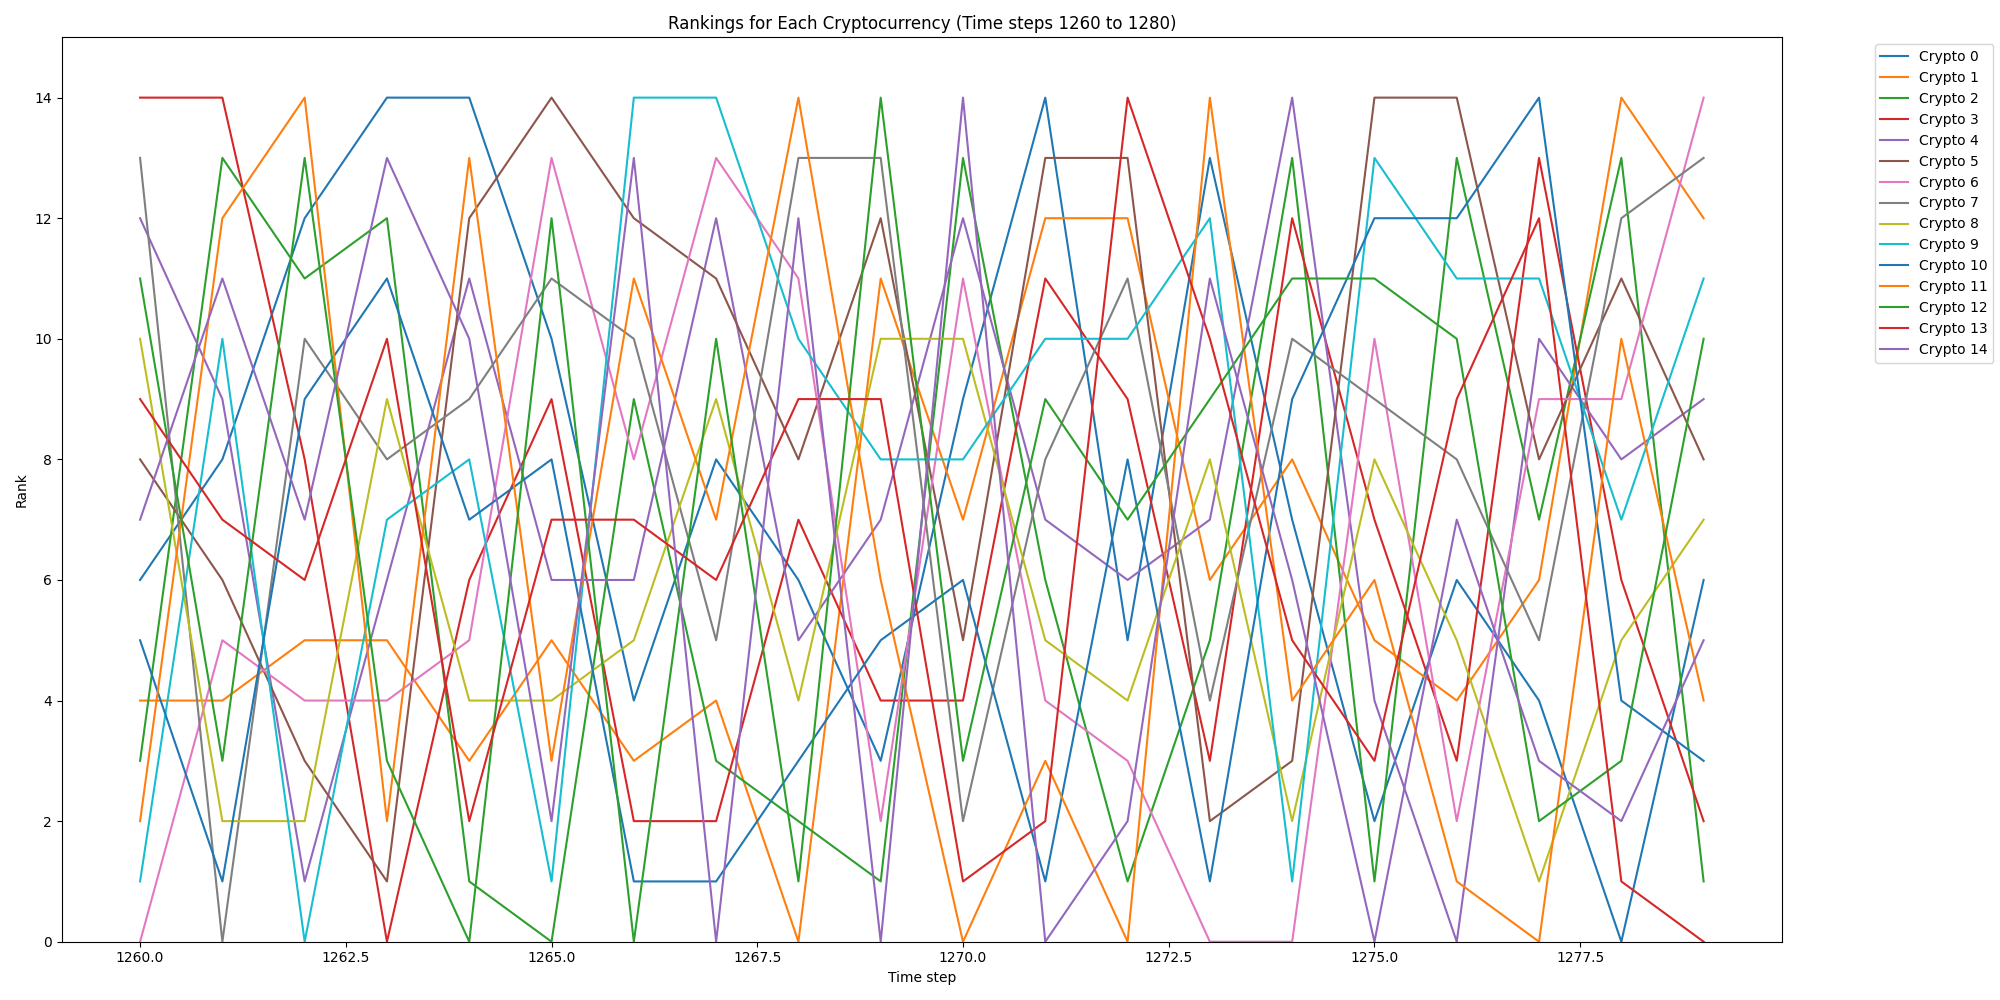 Rankings for Each Cryptocurrency (Time steps 1260 to 1280)
Rank
14
12
10
8
6
4
2
0
1260.0 1262.5 1265.0 1267.5 1270.0 1272.5 1275.0 1277.5
Time step
Crypto 0
Crypto 1
Crypto 2
Crypto 3
Crypto 4
Crypto 5
Crypto 6
Crypto 7
Crypto 8
Crypto 9
Crypto 10
Crypto 11
Crypto 12
Crypto 13
Crypto 14